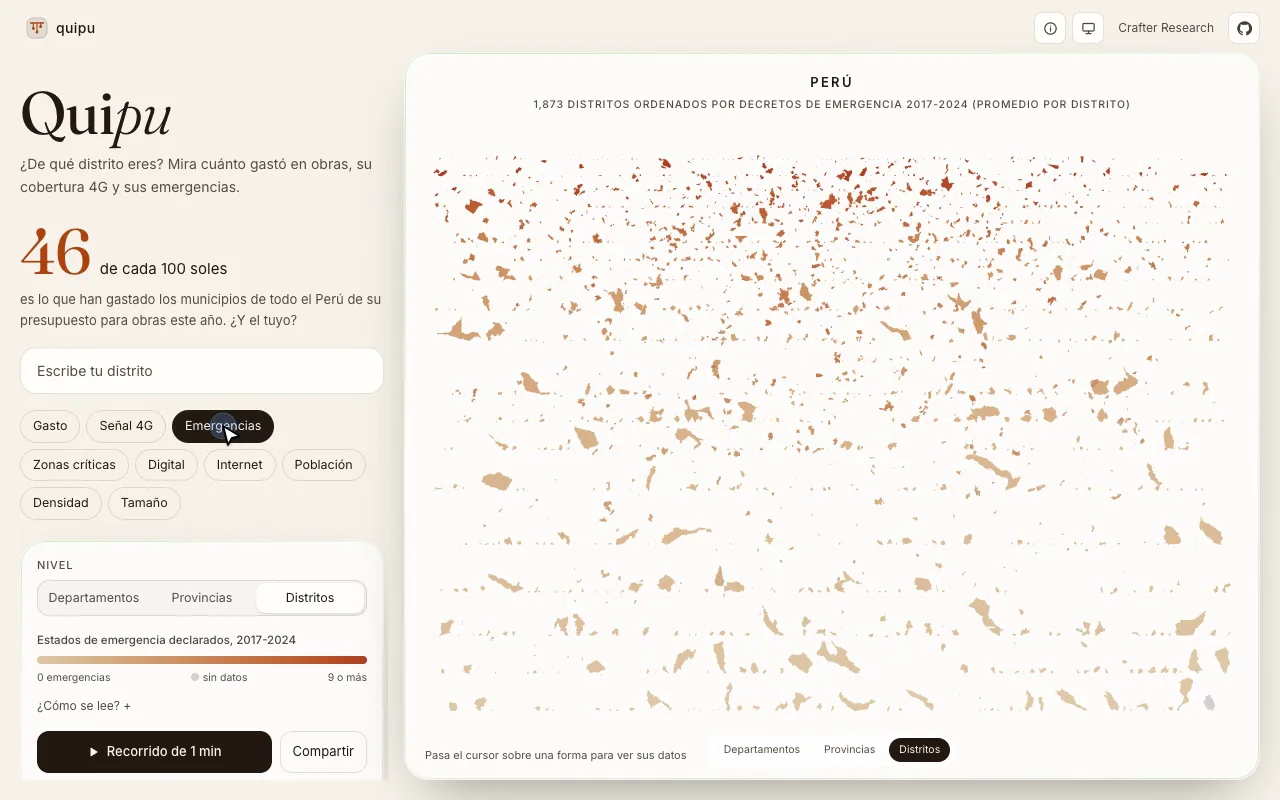 quipu
Crafter Research
Quipu
¿De qué distrito eres? Mira cuánto gastó en obras, su
cobertura 4G y sus emergencias.
46 de cada 100 soles
es lo que han gastado los municipios de todo el Perú de su
presupuesto para obras este año. ¿Y el tuyo?
Escribe tu distrito
Gasto
Señal 4G
Emergencias
Zonas críticas
Digital
Internet
Población
Densidad
Tamaño
NIVEL
Departamentos
Provincias
Distritos
Estados de emergencia declarados, 2017-2024
0 emergencias
sin datos
9 o más
¿Cómo se lee? +
Recorrido de 1 min
Compartir
PERÚ
1,873 DISTRITOS ORDENADOS POR DECRETOS DE EMERGENCIA 2017-2024 (PROMEDIO POR DISTRITO)
Pasa el cursor sobre una forma para ver sus datos
Departamentos
Provincias
Distritos